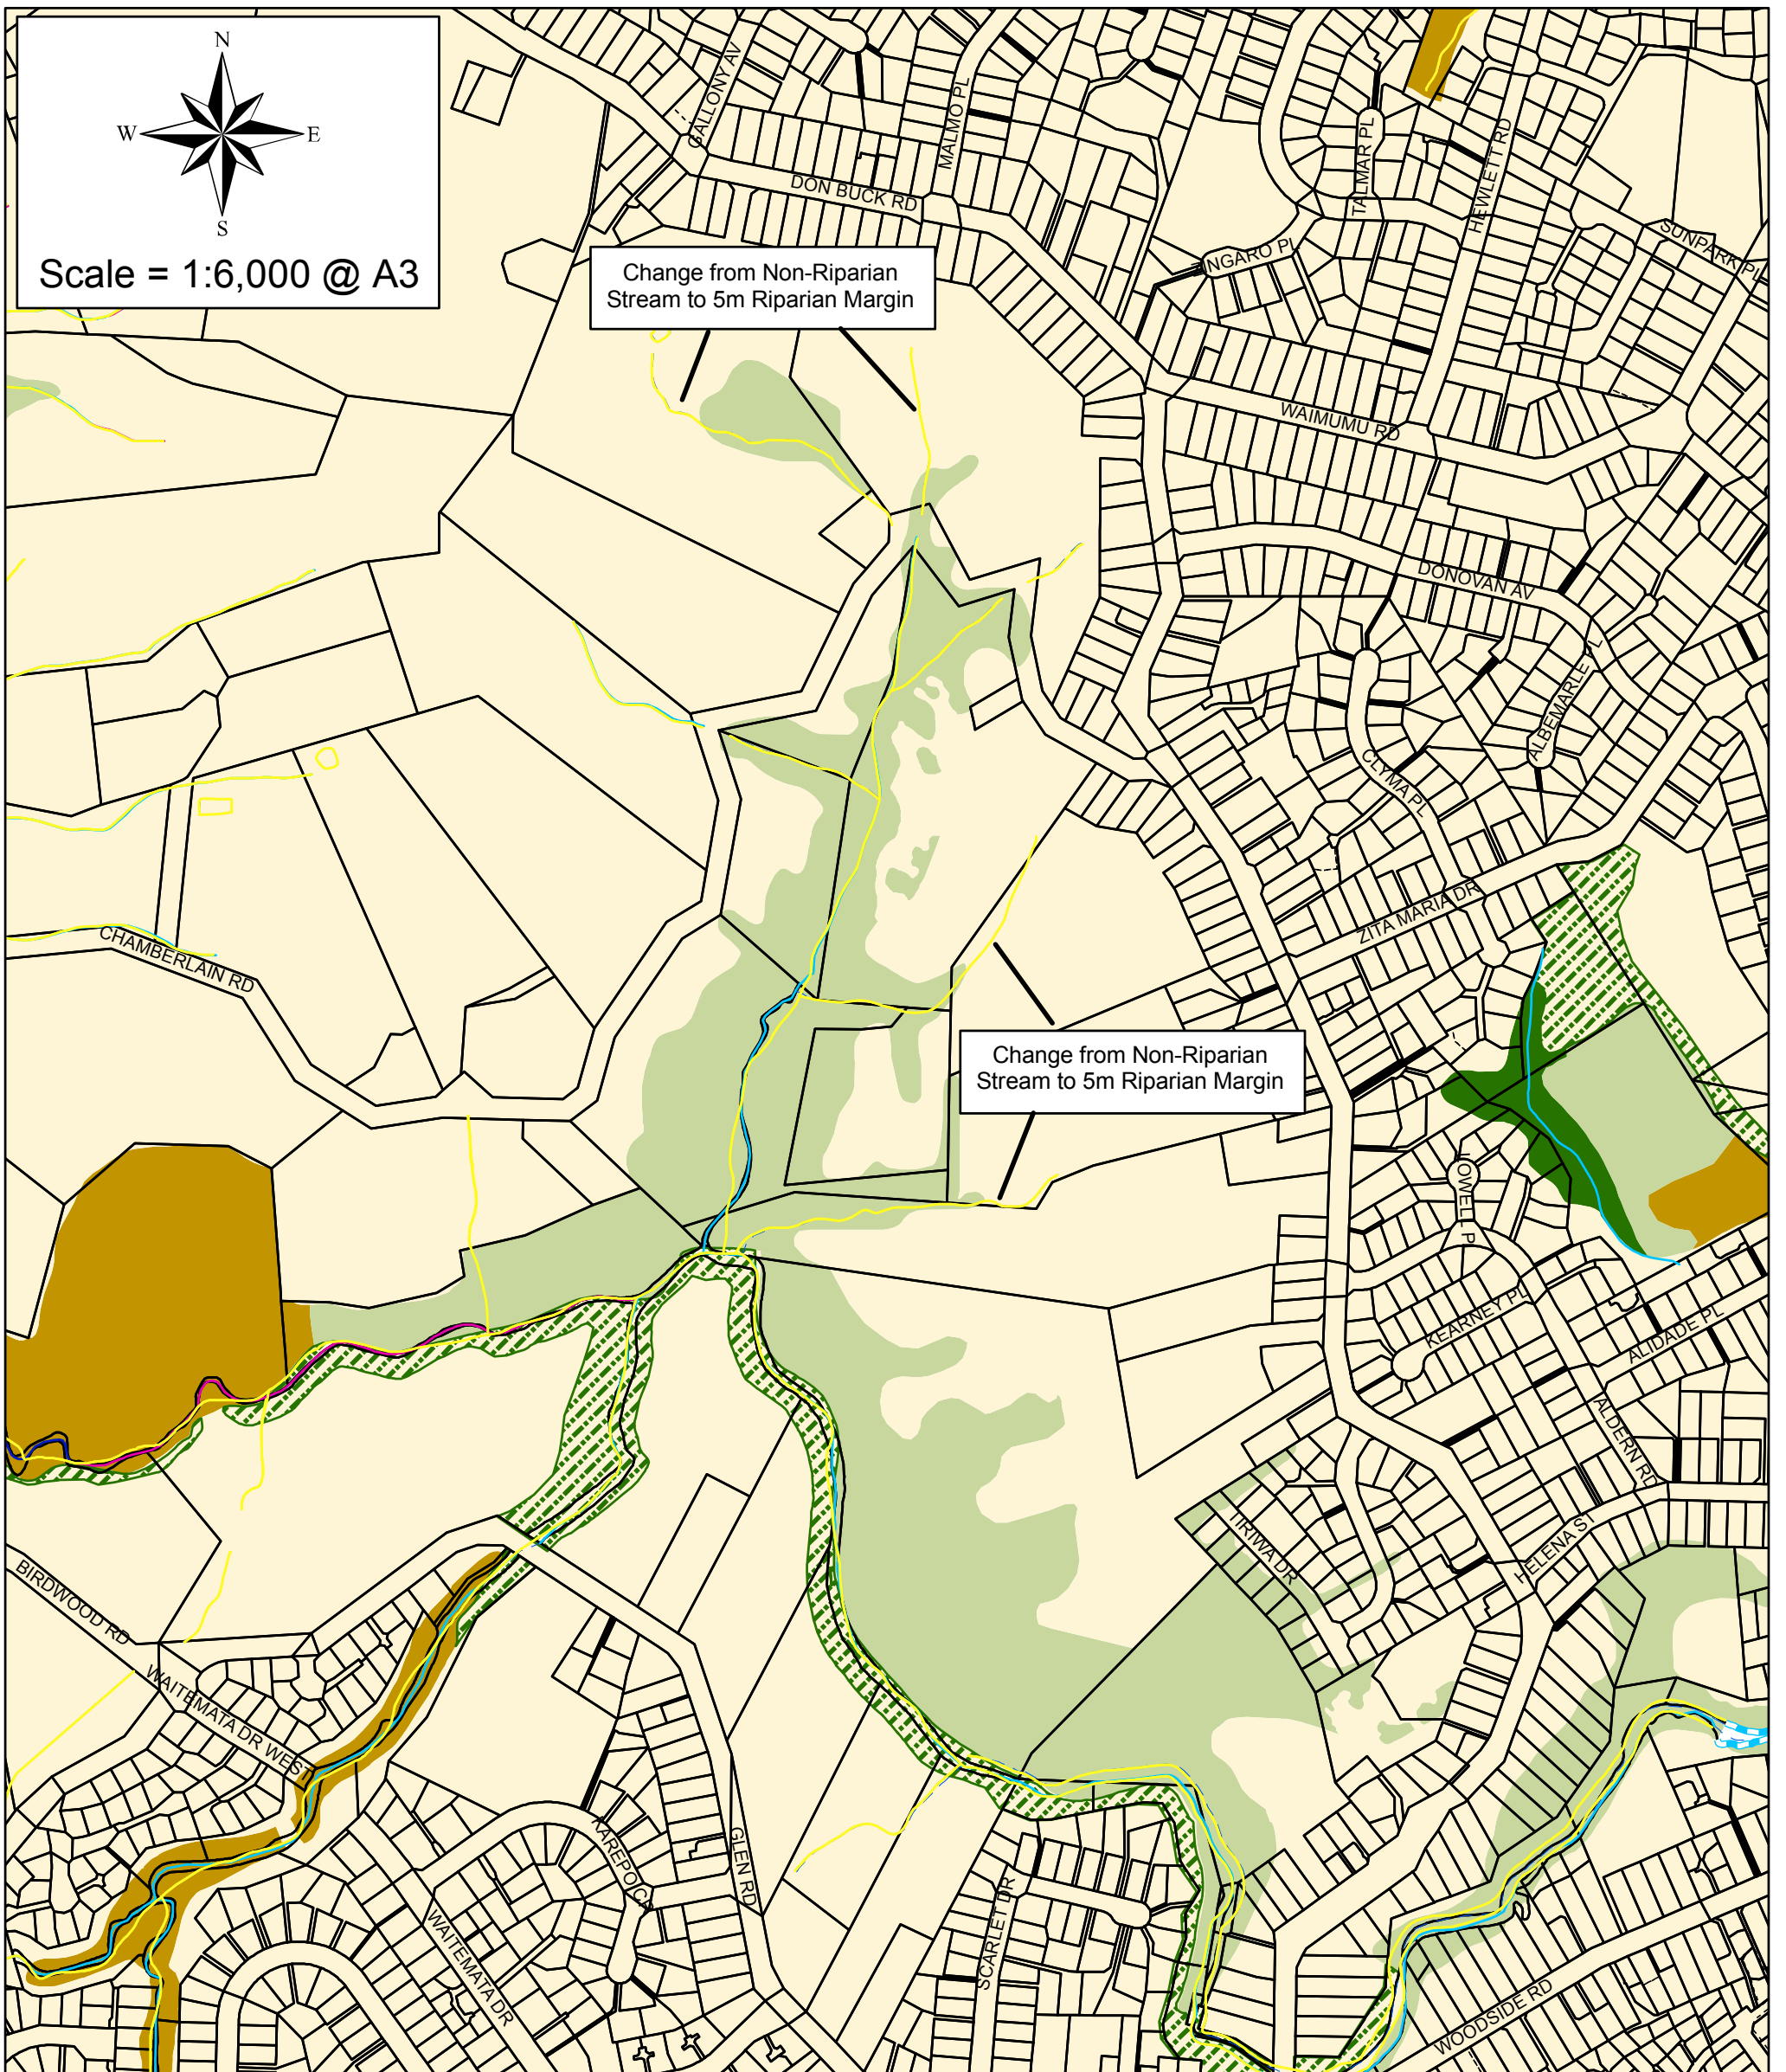 N
W
E
S
Scale = 1:6,000 @ A3
GALLONY AV
MALMO PL
DON BUCK RD
TALMAR PL
HEWLETT RD
SUNPARK PL
Change from Non-Riparian
Stream to 5m Riparian Margin
WAIMUMU RD
DONOVAN AV
ALBEMARLE PL
CLYMA PL
ZITA MARIA DR
CHAMBERLAIN RD
Change from Non-Riparian
Stream to 5m Riparian Margin
KEARNEY PL
ALIDADE PL
ALDERN RD
TIRIWA DR
HELENA ST
BIRDWOOD RD
WAITEMATA DR WEST
GLEN RD
SCARLET DR
WAITEMATA DR
WOODSIDE RD